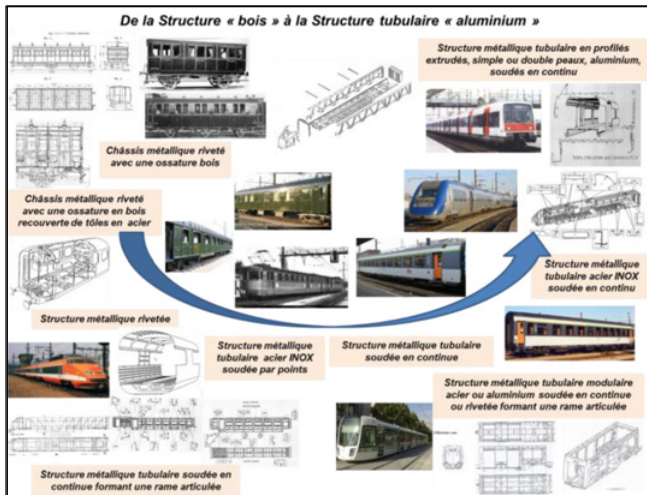 De la Structure « bois » à la Structure tubulaire « aluminium »
Structure métallique tubulaire en profilés
extrudés, simple ou double peaux, aluminium,
soudés en continu
Châssis métallique riveté
avec une ossature bois
Châssis métallique riveté
avec une ossature en bois
recouverte de tôles en acier
Structure métallique
tubulaire acier INOX
soudée en continu
Structure métallique rivetée
Structure métallique
tubulaire acier INOX
soudée par points
Structure métallique tubulaire
soudée en continue
Structure métallique tubulaire modulaire
acier ou aluminium soudée en continue
ou rivetée formant une rame articulée
Structure métallique tubulaire soudée en
continue formant une rame articulée